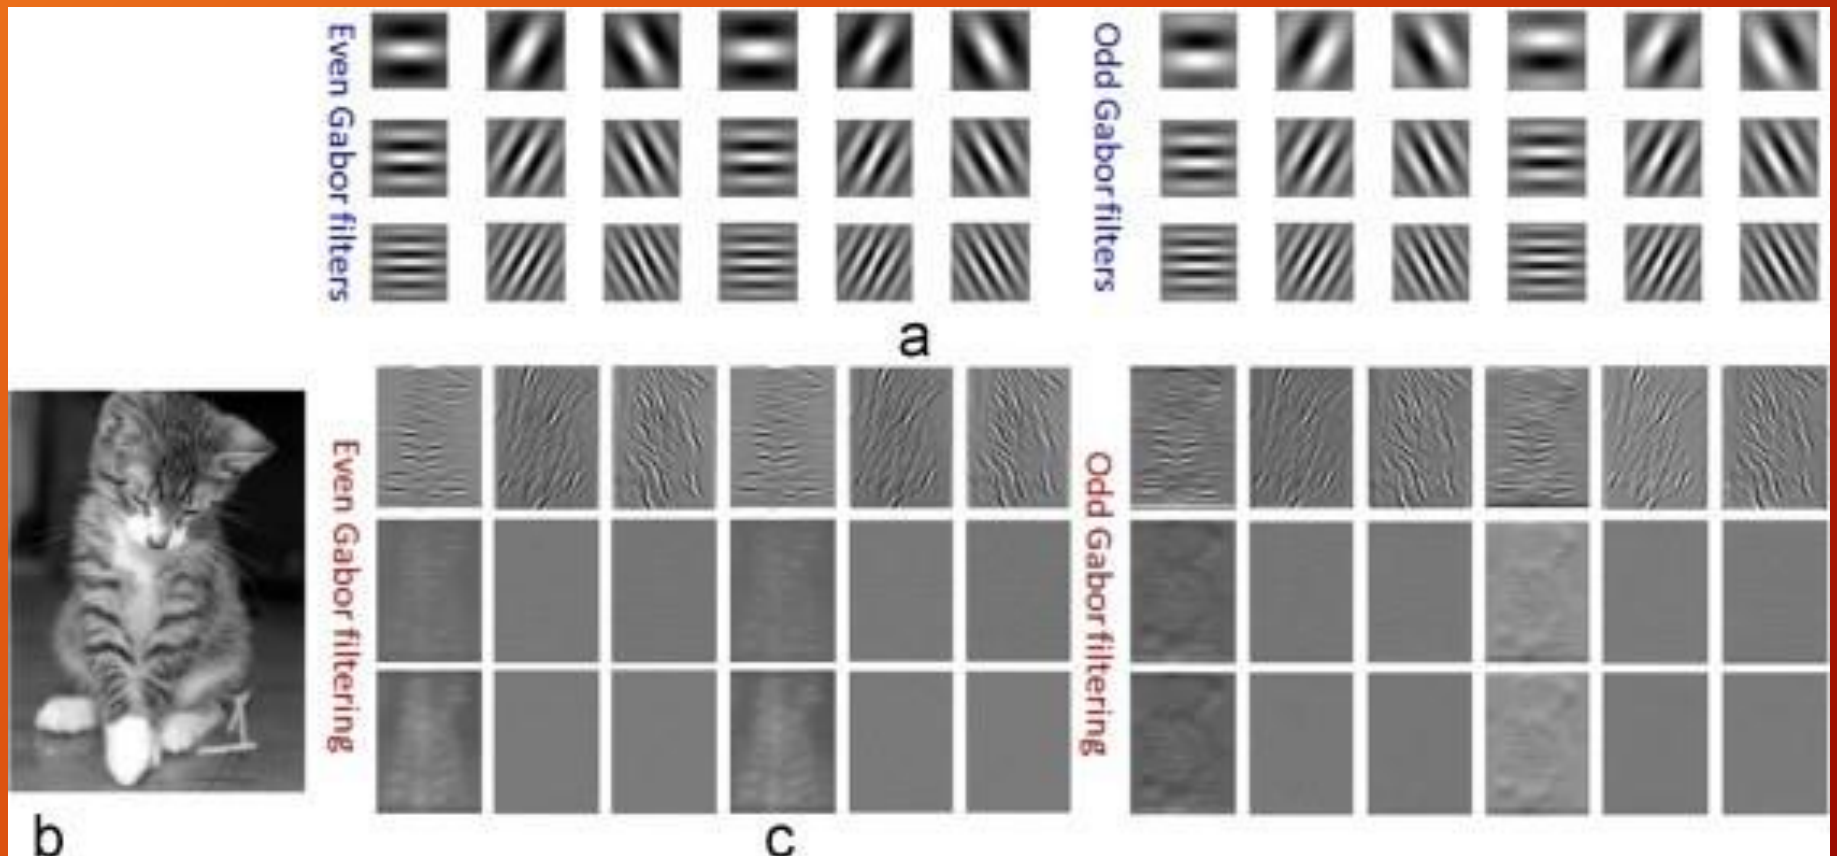 Even Gabor filters
Odd Gabor filters
a
Even Gabor filtering
Odd Gabor filtering
b
c